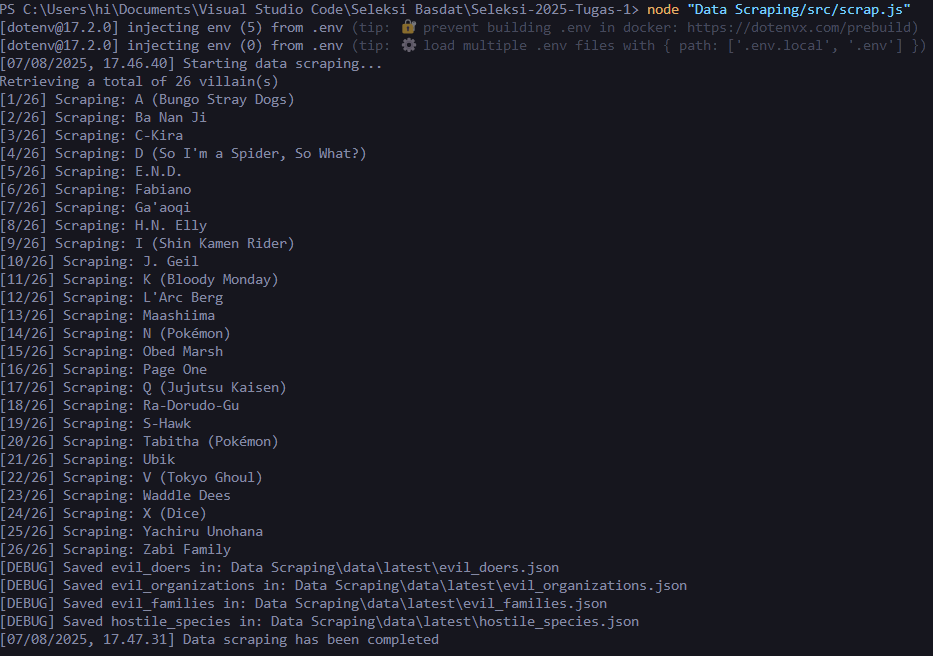 PS C:\Users\hi\Documents\Visual Studio Code\Seleksi Basdat\Seleksi-2025-Tugas-1> node "Data Scraping/src/scrap.js"
[dotenv@17.2.0] injecting env (5) from .env (tip: 🔐 prevent building .env in docker: https://dotenvx.com/prebuild)
[dotenv@17.2.0] injecting env (0) from .env (tip: ⚙️ load multiple .env files with { path: ['.env.local', '.env'] })
[07/08/2025, 17.46.40] Starting data scraping...
Retrieving a total of 26 villain(s)
[1/26] Scraping: A (Bungo Stray Dogs)
[2/26] Scraping: Ba Nan Ji
[3/26] Scraping: C-Kira
[4/26] Scraping: D (So I'm a Spider, So What?)
[5/26] Scraping: E.N.D.
[6/26] Scraping: Fabiano
[7/26] Scraping: Ga'aoqi
[8/26] Scraping: H.N. Elly
[9/26] Scraping: I (Shin Kamen Rider)
[10/26] Scraping: J. Geil
[11/26] Scraping: K (Bloody Monday)
[12/26] Scraping: L'Arc Berg
[13/26] Scraping: Maashiima
[14/26] Scraping: N (Pokémon)
[15/26] Scraping: Obed Marsh
[16/26] Scraping: Page One
[17/26] Scraping: Q (Jujutsu Kaisen)
[18/26] Scraping: Ra-Dorudo-Gu
[19/26] Scraping: S-Hawk
[20/26] Scraping: Tabitha (Pokémon)
[21/26] Scraping: Ubik
[22/26] Scraping: V (Tokyo Ghoul)
[23/26] Scraping: Waddle Dees
[24/26] Scraping: X (Dice)
[25/26] Scraping: Yachiru Unohana
[26/26] Scraping: Zabi Family
[DEBUG] Saved evil_doers in: Data Scraping\data\latest\evil_doers.json
[DEBUG] Saved evil_organizations in: Data Scraping\data\latest\evil_organizations.json
[DEBUG] Saved evil_families in: Data Scraping\data\latest\evil_families.json
[DEBUG] Saved hostile_species in: Data Scraping\data\latest\hostile_species.json
[07/08/2025, 17.47.31] Data scraping has been completed